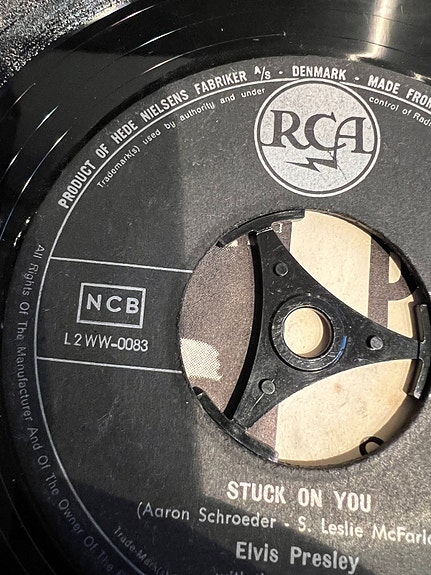 PRODUCT OF HEDE NIELSENS FABRIKER A/s - DENMARK - MADE FROM
Trademark(s) used by authority and under control of Radio
RCA
NCB
L2WW-0083
STUCK ON YOU
(Aaron Schroeder - S. Leslie McFarl
Elvis Presley
All Rights Of The Manufacturer And Of The Owner Of The